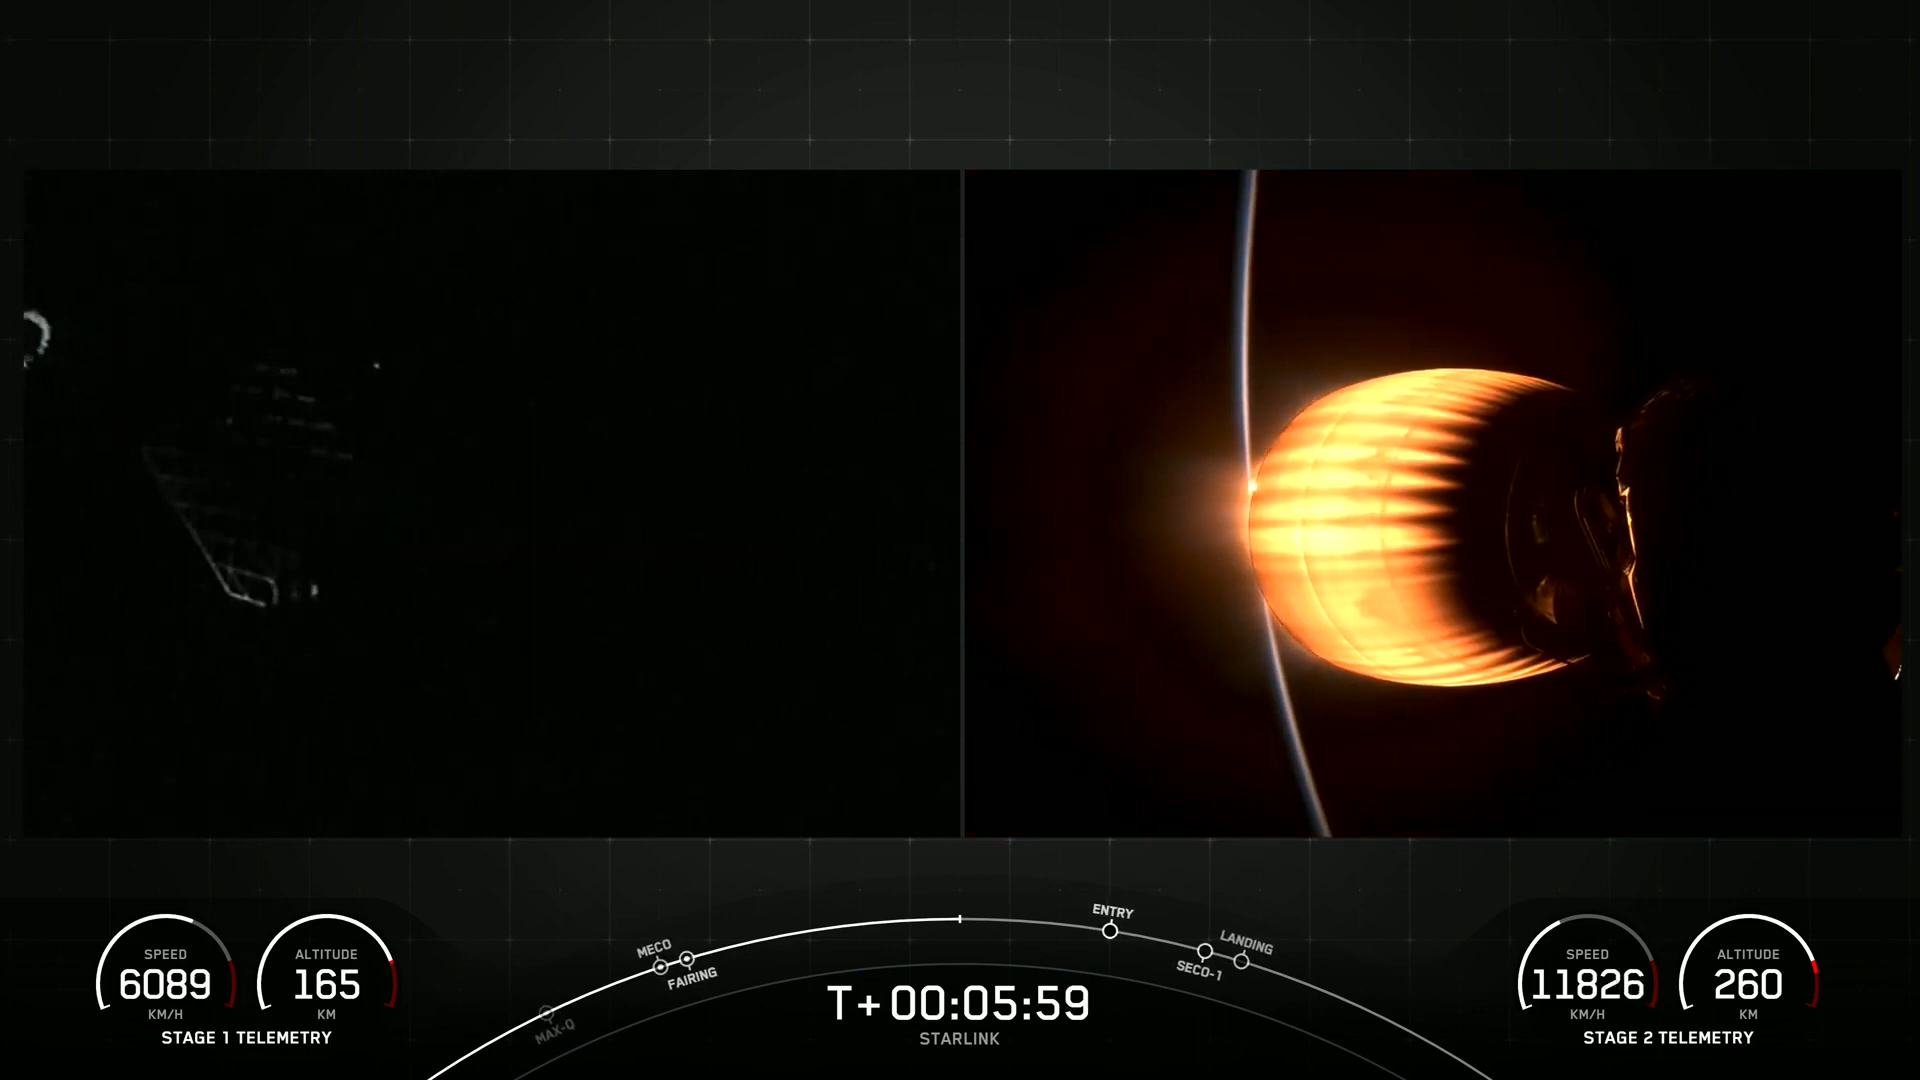 MECO
FAIRING
MAX-Q
ENTRY
LANDING
SECO-1
SPEED
6089
KM/H
ALTITUDE
165
KM
STAGE 1 TELEMETRY
T+00:05:59
STARLINK
SPEED
11826
KM/H
ALTITUDE
260
KM
STAGE 2 TELEMETRY